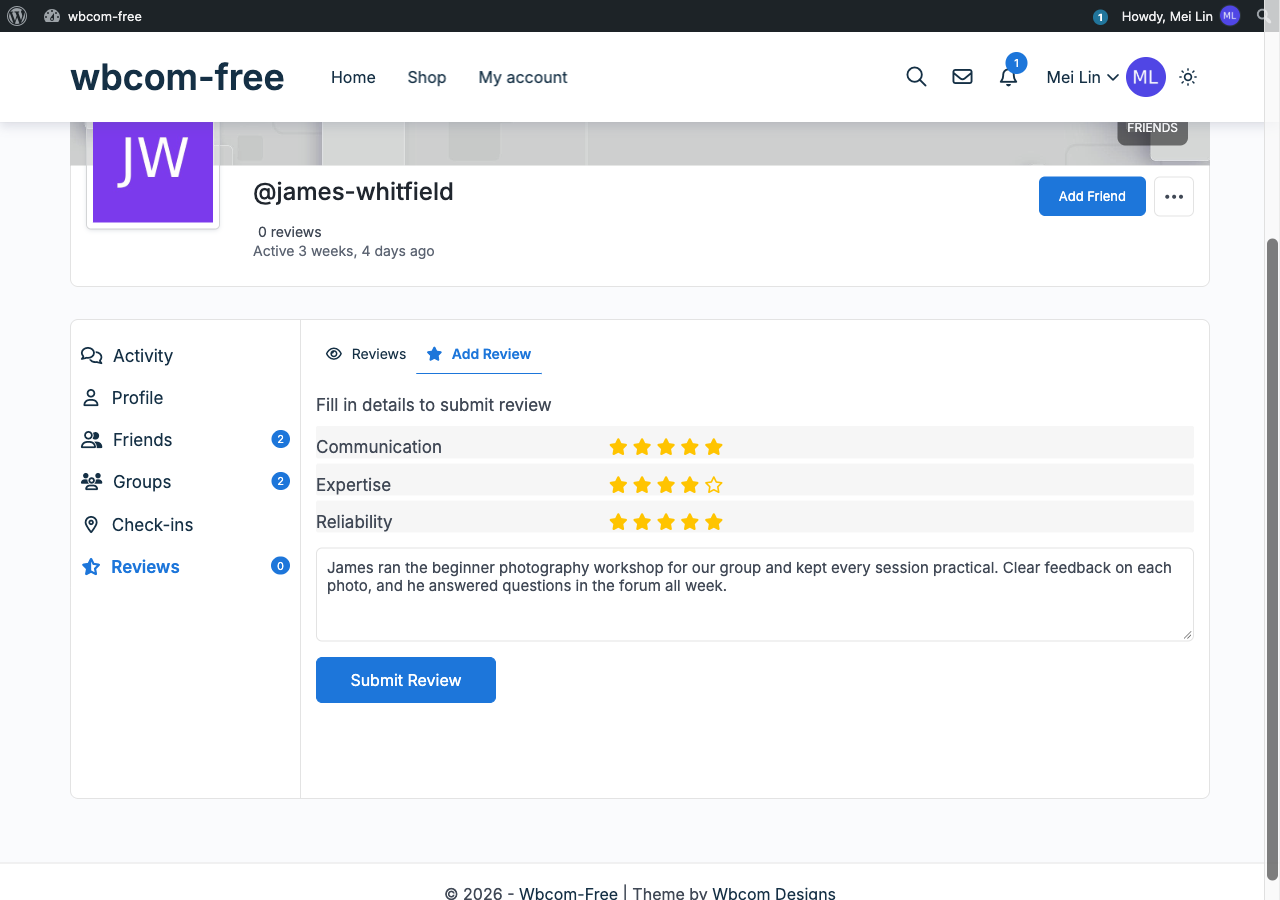 wbcom-free
1
Howdy, Mei Lin
ML
wbcom-free
Home
Shop
My account
1
Mei Lin
ML
FRIENDS
JW
@james-whitfield
0 reviews
Active 3 weeks, 4 days ago
Add Friend
Activity
Profile
Friends 2
Groups 2
Check-ins
Reviews 0
Reviews
Add Review
Fill in details to submit review
Communication
Expertise
Reliability
James ran the beginner photography workshop for our group and kept every session practical. Clear feedback on each
photo, and he answered questions in the forum all week.
Submit Review
© 2026 - Wbcom-Free | Theme by Wbcom Designs